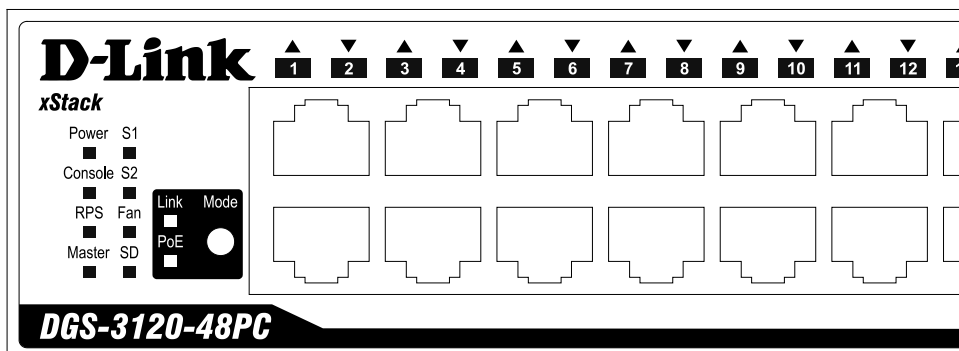 D-Link
1 2 3 4 5 6 7 8 9 10 11 12
xStack
Power S1
Console S2
RPS Fan
Master SD
Link Mode
PoE
DGS-3120-48PC